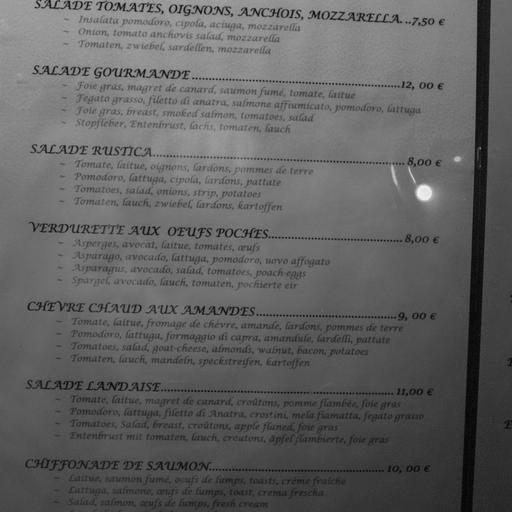 SALADE TOMATES, OIGNONS, ANCHOIS, MOZZARELLA...7,50 €
~ Insalata pomodoro, cipola, aciuga, mozzarella
~ Onion, tomato anchovis salad, mozzarella
~ Tomaten, zwiebel, sardellen, mozzarella
SALADE GOURMANDE...12, 00 €
~ Foie gras, magret de canard, saumon fumé, tomate, laitue
~ Fegato grasso, filetto di anatra, salmone affiumicato, pomodoro, lattuga
~ Foie gras, breast, smoked salmon, tomatoes, salad
~ Stopfleber, Entenbrust, lachs, tomaten, lauch
SALADE RUSTICA...8,00 €
~ Tomate, laitue, oignons, lardons, pommes de terre
~ Pomodoro, lattuga, cipola, lardons, pattate
~ Tomatoes, salad, onions, strip, potatoes
~ Tomaten, lauch, zwiebel, lardons, kartoffen
VERDURETTE AUX OEUFS POCHES...8,00 €
~ Asperges, avocat, laitue, tomates, œufs
~ Asparago, avocado, lattuga, pomodoro, uovo affogato
~ Asparagus, avocado, salad, tomatoes, poach-eggs
~ Spargel, avocado, lauch, tomaten, pochierte eir
CHEVRE CHAUD AUX AMANDES...9, 00 €
~ Tomate, laitue, fromage de chèvre, amande, lardons, pommes de terre
~ Pomodoro, lattuga, formaggio di capra, amandule, lardelli, pattate
~ Tomatoes, salad, goat-cheese, almonds, walnut, bacon, potatoes
~ Tomaten, lauch, mandeln, speckstreifen, kartoffen
SALADE LANDAISE...11,00 €
~ Tomate, laitue, magret de canard, croûtons, pomme flambée, foie gras
~ Pomodoro, lattuga, filetto di Anatra, crostini, mela fiamatta, fegato grasso
~ Tomatoes, Salad, breast, croûtons, apple flaned, foie gras
~ Entenbrust mit tomaten, lauch, croutons, äpfel flambierte, foie gras
CHIFFONADE DE SAUMON...10, 00 €
~ Laitue, saumon fumé, oeufs de lumps, toasts, crème fraîche
~ Lattuga, salmone, œufs de lumps, toast, crema frescha
~ Salad, salmon, œufs de lumps, fresh cream